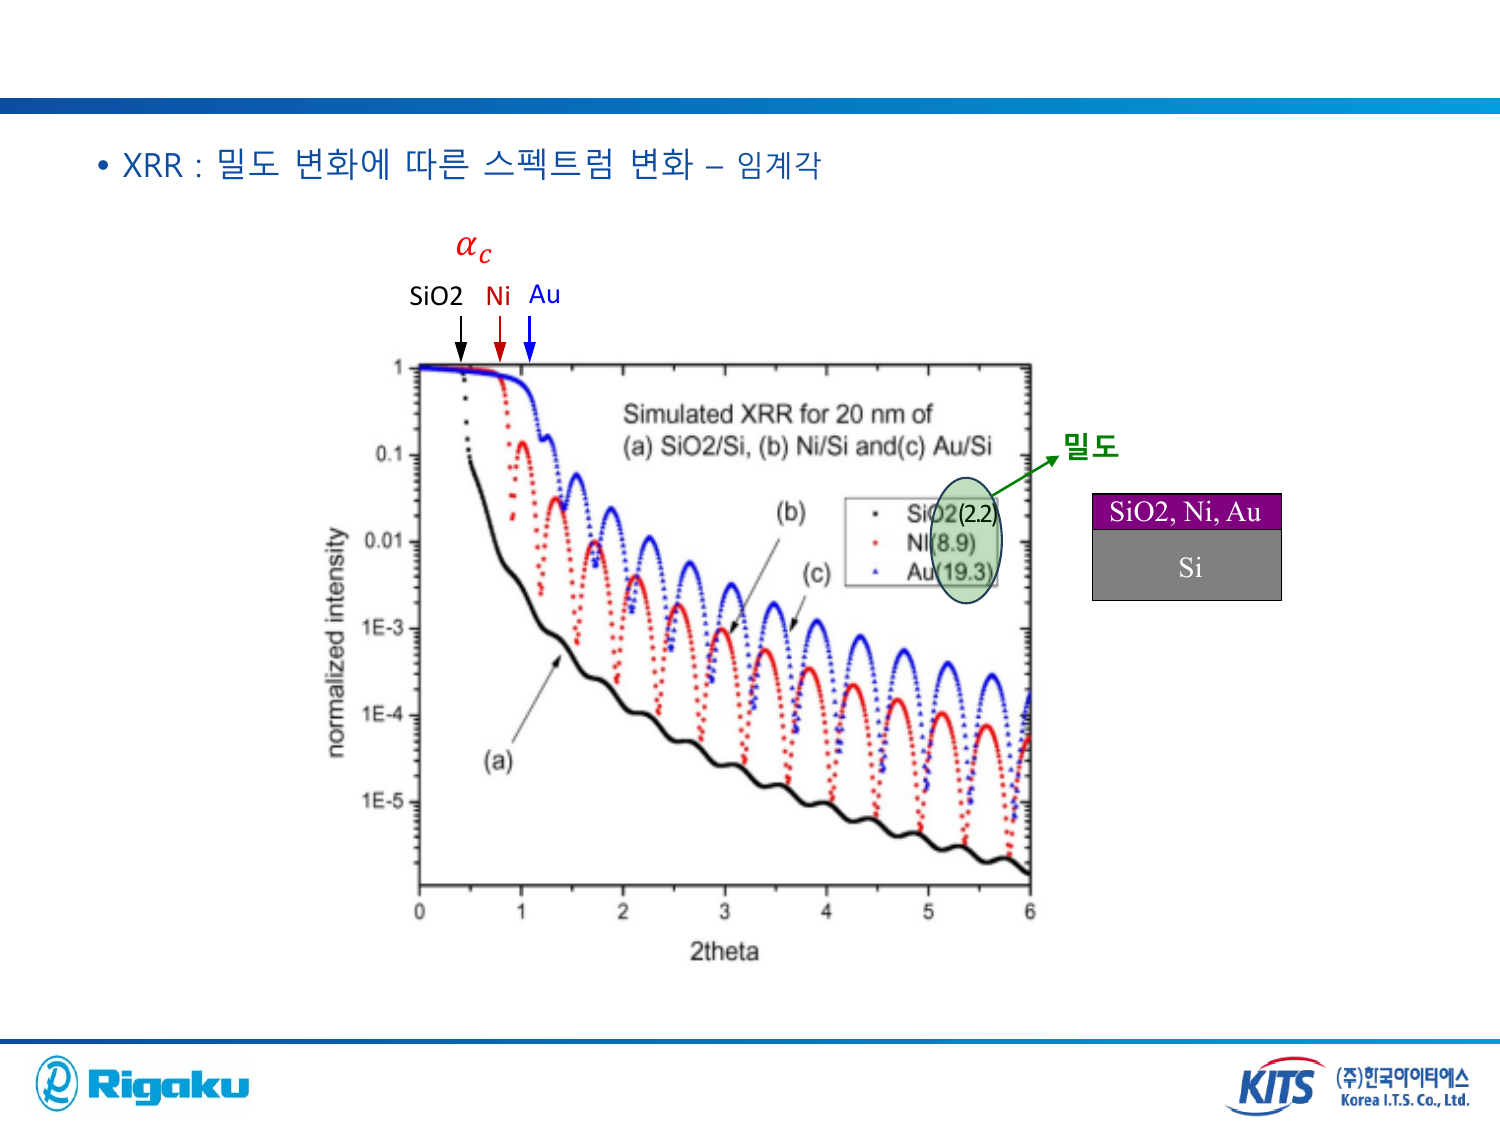 • XRR : 밀도 변화에 따른 스펙트럼 변화 – 임계각
α_c
SiO2 Ni Au
Simulated XRR for 20 nm of
(a) SiO2/Si, (b) Ni/Si and(c) Au/Si
밀도
SiO2(2.2)
NI(8.9)
Au(19.3)
(b)
(c)
(a)
SiO2, Ni, Au
Si
normalized intensity
1
0.1
0.01
1E-3
1E-4
1E-5
0 1 2 3 4 5 6
2theta
Rigaku
KITS
(주)한국아이티에스
Korea I.T.S. Co., Ltd.